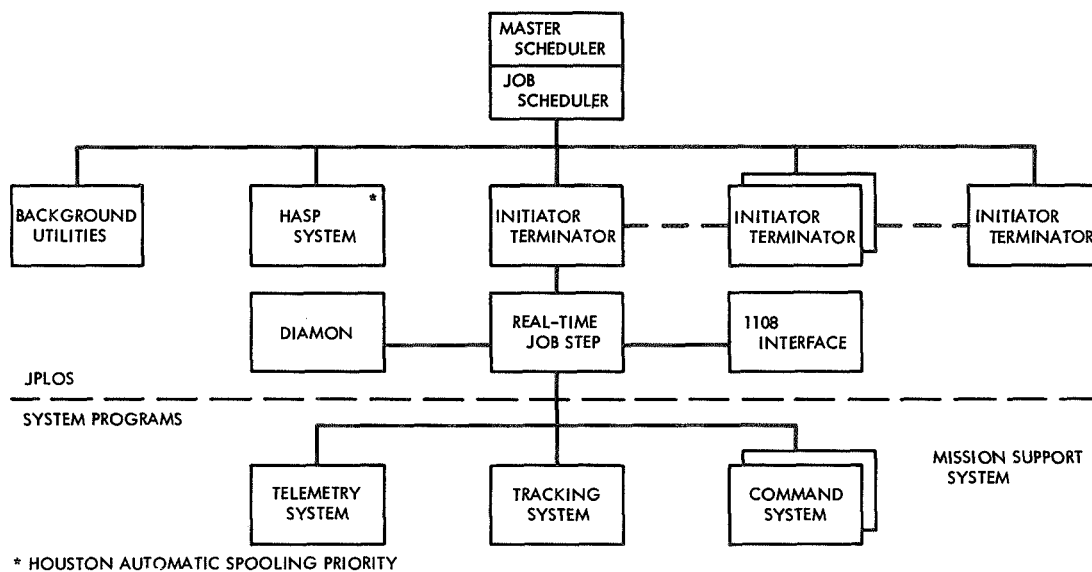 MASTER
SCHEDULER
JOB
SCHEDULER
BACKGROUND
UTILITIES
HASP *
SYSTEM
INITIATOR
TERMINATOR
INITIATOR
TERMINATOR
INITIATOR
TERMINATOR
DIAMON
REAL-TIME
JOB STEP
1108
INTERFACE
JPLOS
SYSTEM PROGRAMS
TELEMETRY
SYSTEM
TRACKING
SYSTEM
COMMAND
SYSTEM
MISSION SUPPORT
SYSTEM
* HOUSTON AUTOMATIC SPOOLING PRIORITY